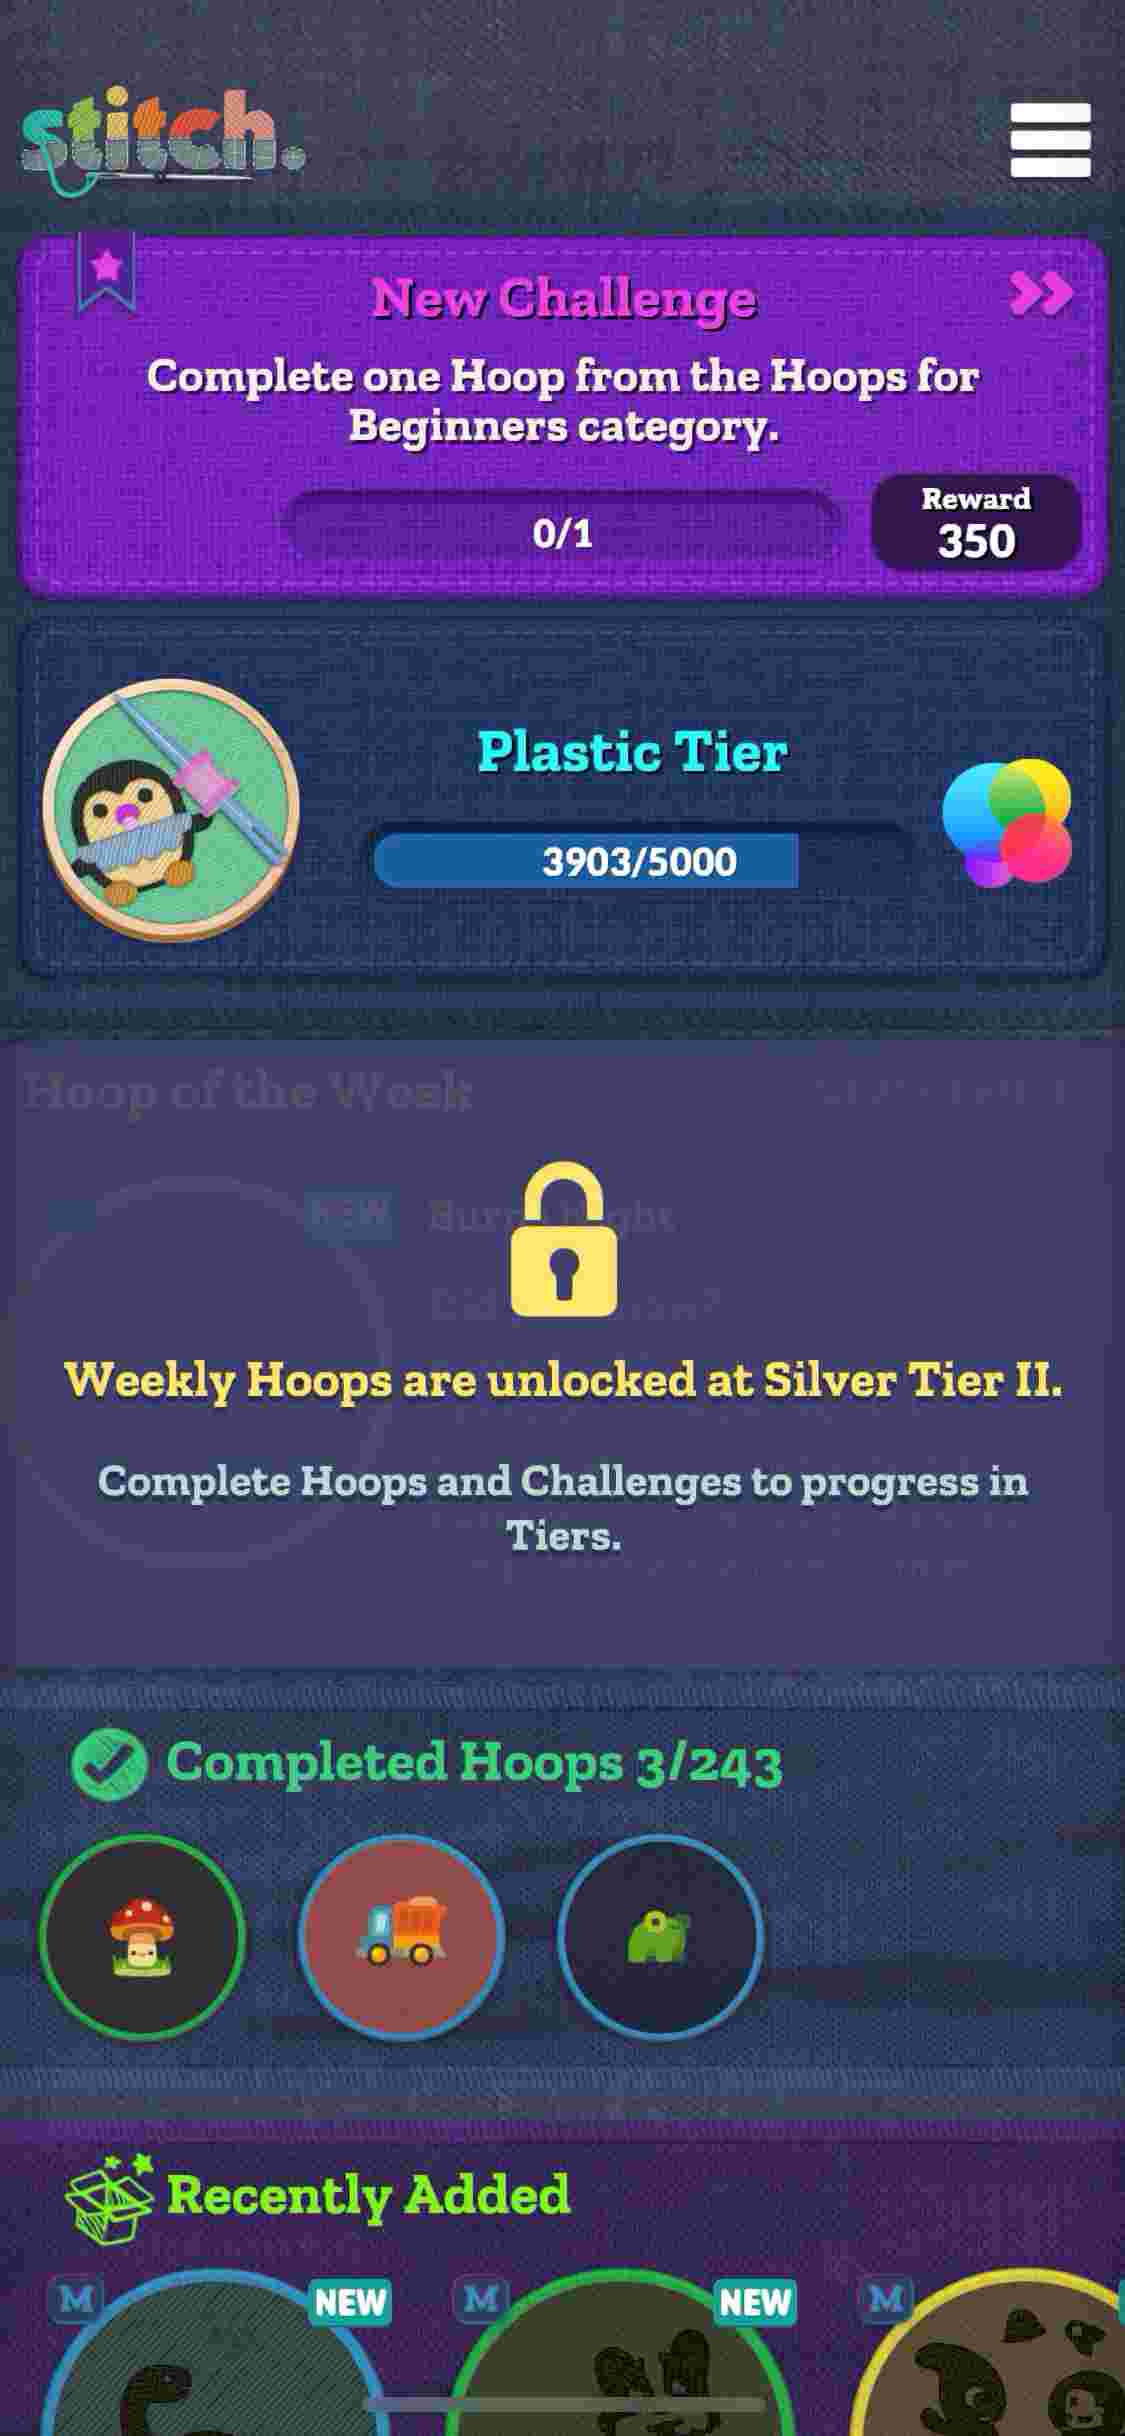 stitch.
New Challenge
Complete one Hoop from the Hoops for
Beginners category.
0/1
Reward
350
Plastic Tier
3903/5000
Hoop of the Week
NEW
Weekly Hoops are unlocked at Silver Tier II.
Complete Hoops and Challenges to progress in
Tiers.
Completed Hoops 3/243
Recently Added
M NEW M NEW M